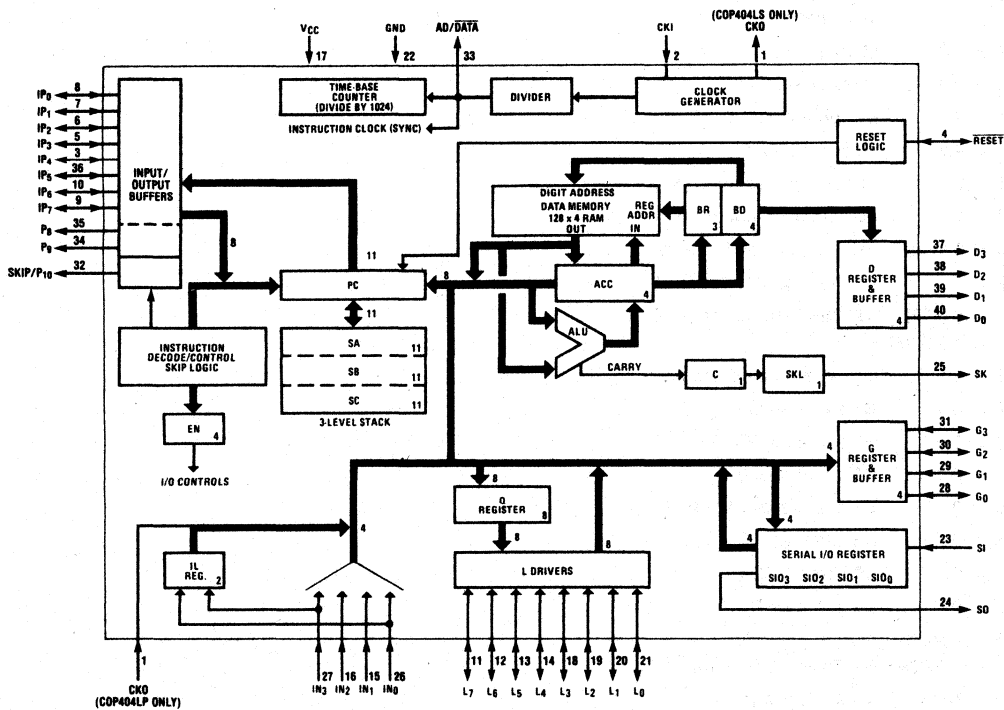 (COP404LS ONLY)
CKO
VCC
GND
AD/DATA
CKI
17
22
33
2
1
TIME-BASE
COUNTER
(DIVIDE BY 1024)
DIVIDER
CLOCK
GENERATOR
INSTRUCTION CLOCK (SYNC)
RESET
LOGIC
4
RESET
IP0
8
IP1
7
IP2
6
IP3
5
IP4
3
IP5
36
IP6
10
IP7
9
P8
35
P9
34
SKIP/P10
32
INPUT/
OUTPUT
BUFFERS
8
11
DIGIT ADDRESS
DATA MEMORY
128 x 4 RAM
OUT
REG
ADDR
IN
BR
3
BD
4
D
REGISTER
&
BUFFER
4
37
D3
38
D2
39
D1
40
D0
PC
8
ACC
4
11
INSTRUCTION
DECODE/CONTROL
SKIP LOGIC
SA
11
SB
11
SC
11
3-LEVEL STACK
ALU
CARRY
C
1
SKL
1
25
SK
EN
4
I/O CONTROLS
4
G
REGISTER
&
BUFFER
4
31
G3
30
G2
29
G1
28
G0
8
Q
REGISTER
8
8
8
L DRIVERS
4
IL
REG.
2
4
4
SERIAL I/O REGISTER
SIO3 SIO2 SIO1 SIO0
23
SI
24
SO
1
CKO
(COP404LP ONLY)
27
16
15
26
IN3
IN2
IN1
IN0
11
12
13
14
18
19
20
21
L7
L6
L5
L4
L3
L2
L1
L0